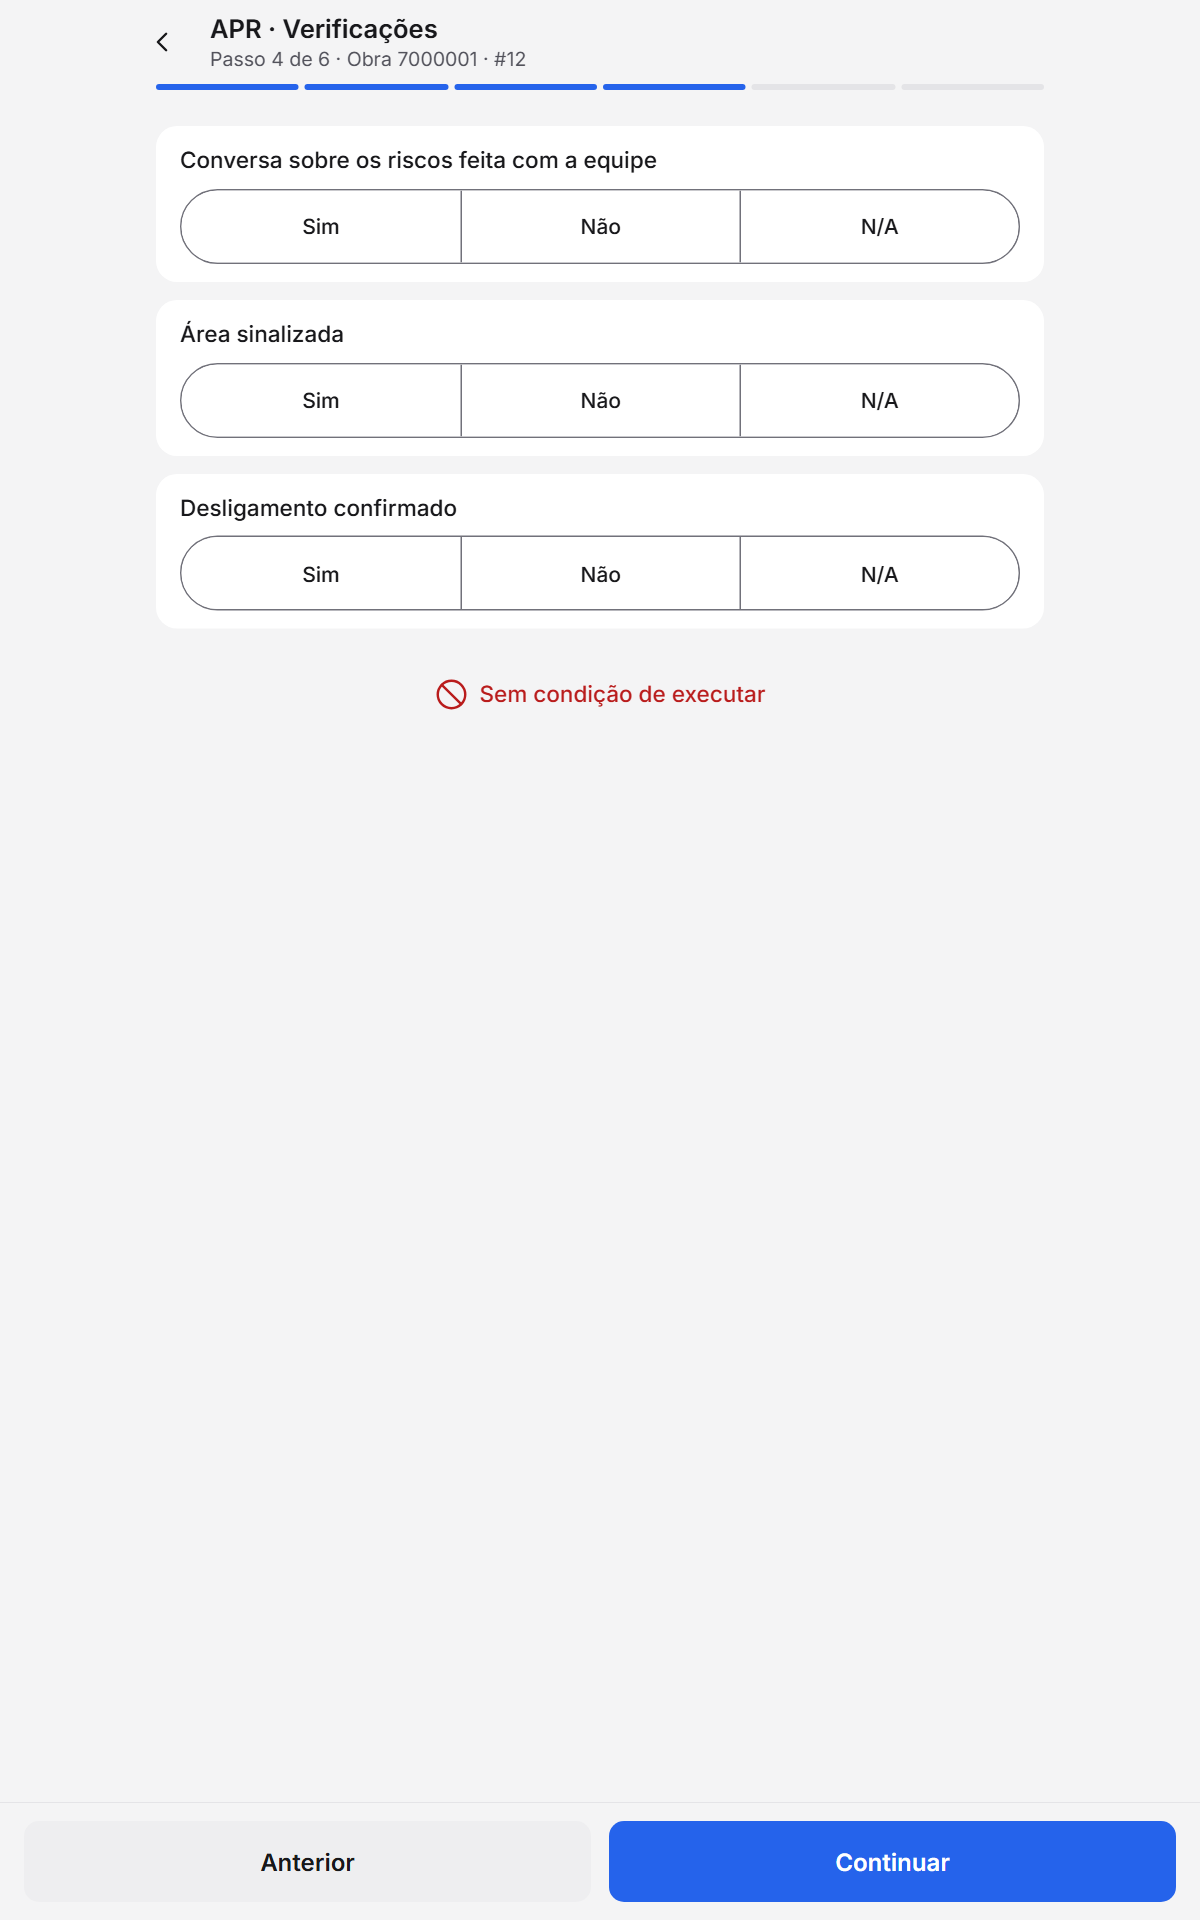 APR · Verificações
Passo 4 de 6 · Obra 7000001 · #12
Conversa sobre os riscos feita com a equipe
Sim Não N/A
Área sinalizada
Sim Não N/A
Desligamento confirmado
Sim Não N/A
Sem condição de executar
Anterior Continuar